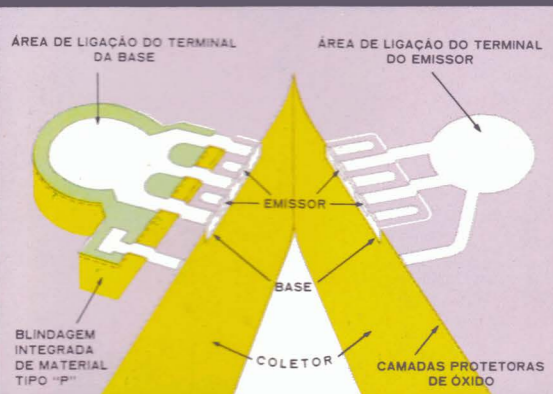 ÁREA DE LIGAÇÃO DO TERMINAL
DA BASE
ÁREA DE LIGAÇÃO DO TERMINAL
DO EMISSOR
EMISSOR
BASE
BLINDAGEM
INTEGRADA
DE MATERIAL
TIPO "P"
COLETOR
CAMADAS PROTETORAS
DE ÓXIDO